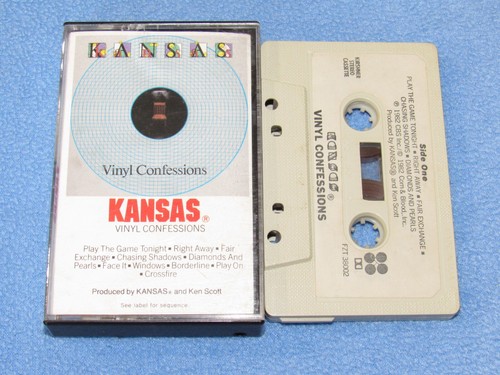 KANSAS
Vinyl Confessions
KANSAS®
VINYL CONFESSIONS
Play The Game Tonight • Right Away • Fair
Exchange • Chasing Shadows • Diamonds And
Pearls • Face It • Windows • Borderline • Play On
• Crossfire
Produced by KANSAS® and Ken Scott
See label for sequence.
STEREO
CASSETTE
KANSAS®
VINYL CONFESSIONS
Side One
PLAY THE GAME TONIGHT • RIGHT AWAY • FAIR EXCHANGE •
CHASING SHADOWS • DIAMONDS AND PEARLS
Produced by KANSAS® and Ken Scott
FZT 38002